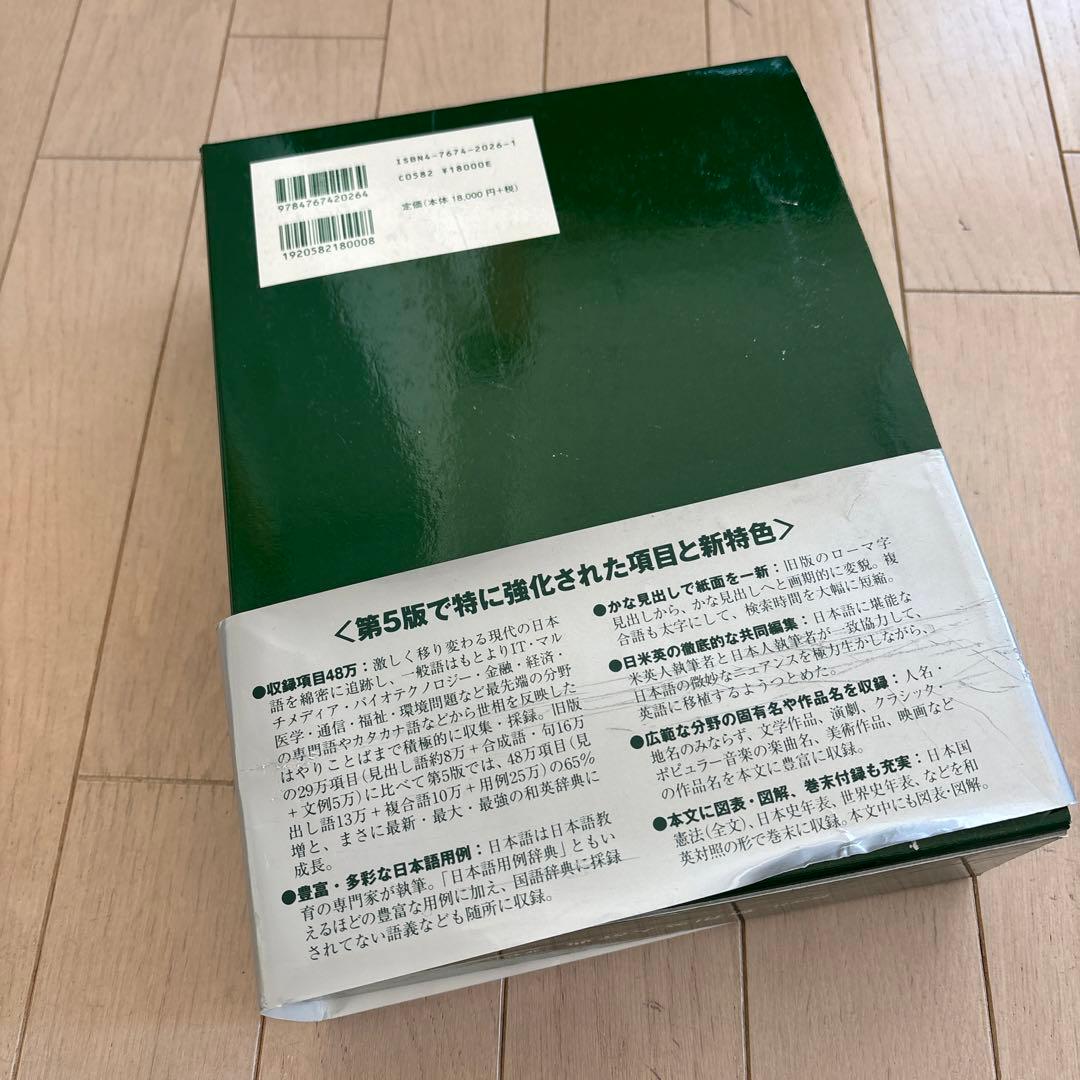 ISBN4-7674-2026-1
C0582 ¥18000E
定価(本体 18,000 円+税)
9784767420264
1920582180008
<第5版で特に強化された項目と新特色>
●収録項目48万：激しく移り変わる現代の日本
語を綿密に追跡し、一般語はもとよりIT・マル
チメディア・バイオテクノロジー・金融・経済・
医学・通信・福祉・環境問題など最先端の分野
の専門語やカタカナ語などから世相を反映した
はやりことばまで積極的に収集・採録。旧版
の29万項目(見出し語約8万＋合成語・句16万
＋文例5万)に比べて第5版では、48万項目(見
出し語13万＋複合語10万＋用例25万)の65%
増と、まさに最新・最大・最強の和英辞典に
成長。
●豊富・多彩な日本語用例：日本語は日本語教
育の専門家が執筆。「日本語用例辞典」ともい
えるほどの豊富な用例に加え、国語辞典に採録
されてない語義なども随所に収録。
●かな見出しで紙面を一新：旧版のローマ字
見出しから、かな見出しへと画期的に変貌。複
合語も太字にして、検索時間を大幅に短縮。
●日米英の徹底的な共同編集：日本語に堪能な
米英人執筆者と日本人執筆者が一致協力して、
日本語の微妙なニュアンスを極力生かしながら、
英語に移植するようつとめた。
●広範な分野の固有名や作品名を収録：人名・
地名のみならず、文学作品、演劇、クラシック・
ポピュラー音楽の楽曲名、美術作品、映画など
の作品名を本文に豊富に収録。
●本文に図表・図解、巻末付録も充実：日本国
憲法(全文)、日本史年表、世界史年表、などを和
英対照の形で巻末に収録。本文中にも図表・図解。